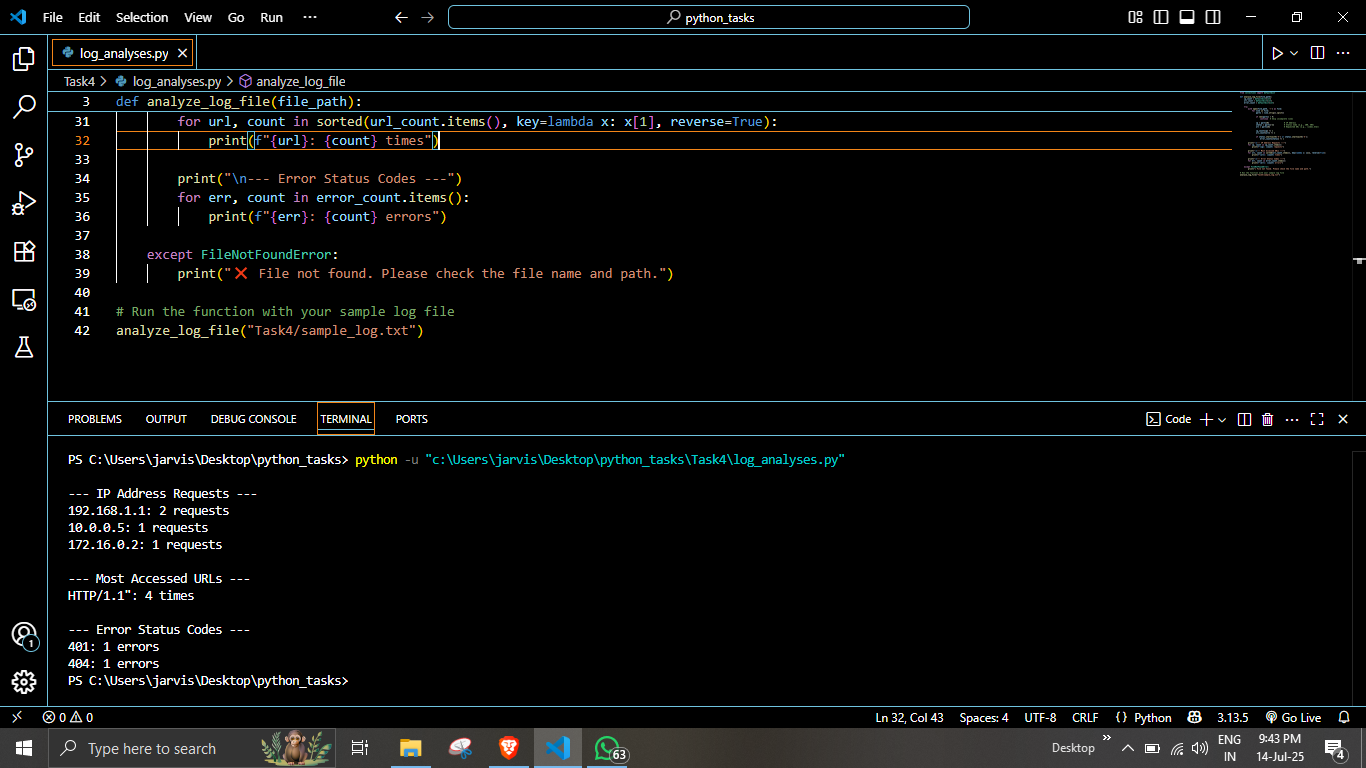 File Edit Selection View Go Run ··· python_tasks
log_analyses.py
Task4 > log_analyses.py > analyze_log_file
3 def analyze_log_file(file_path):
31 for url, count in sorted(url_count.items(), key=lambda x: x[1], reverse=True):
32 print(f"{url}: {count} times")
33
34 print("\n--- Error Status Codes ---")
35 for err, count in error_count.items():
36 print(f"{err}: {count} errors")
37
38 except FileNotFoundError:
39 print("❌ File not found. Please check the file name and path.")
40
41 # Run the function with your sample log file
42 analyze_log_file("Task4/sample_log.txt")
PROBLEMS OUTPUT DEBUG CONSOLE TERMINAL PORTS Code
PS C:\Users\jarvis\Desktop\python_tasks> python -u "c:\Users\jarvis\Desktop\python_tasks\Task4\log_analyses.py"
--- IP Address Requests ---
192.168.1.1: 2 requests
10.0.0.5: 1 requests
172.16.0.2: 1 requests
--- Most Accessed URLs ---
HTTP/1.1": 4 times
--- Error Status Codes ---
401: 1 errors
404: 1 errors
PS C:\Users\jarvis\Desktop\python_tasks>
1
0 0 Ln 32, Col 43 Spaces: 4 UTF-8 CRLF {} Python 3.13.5 Go Live
Type here to search 63 Desktop » ENG IN 9:43 PM 14-Jul-25 4